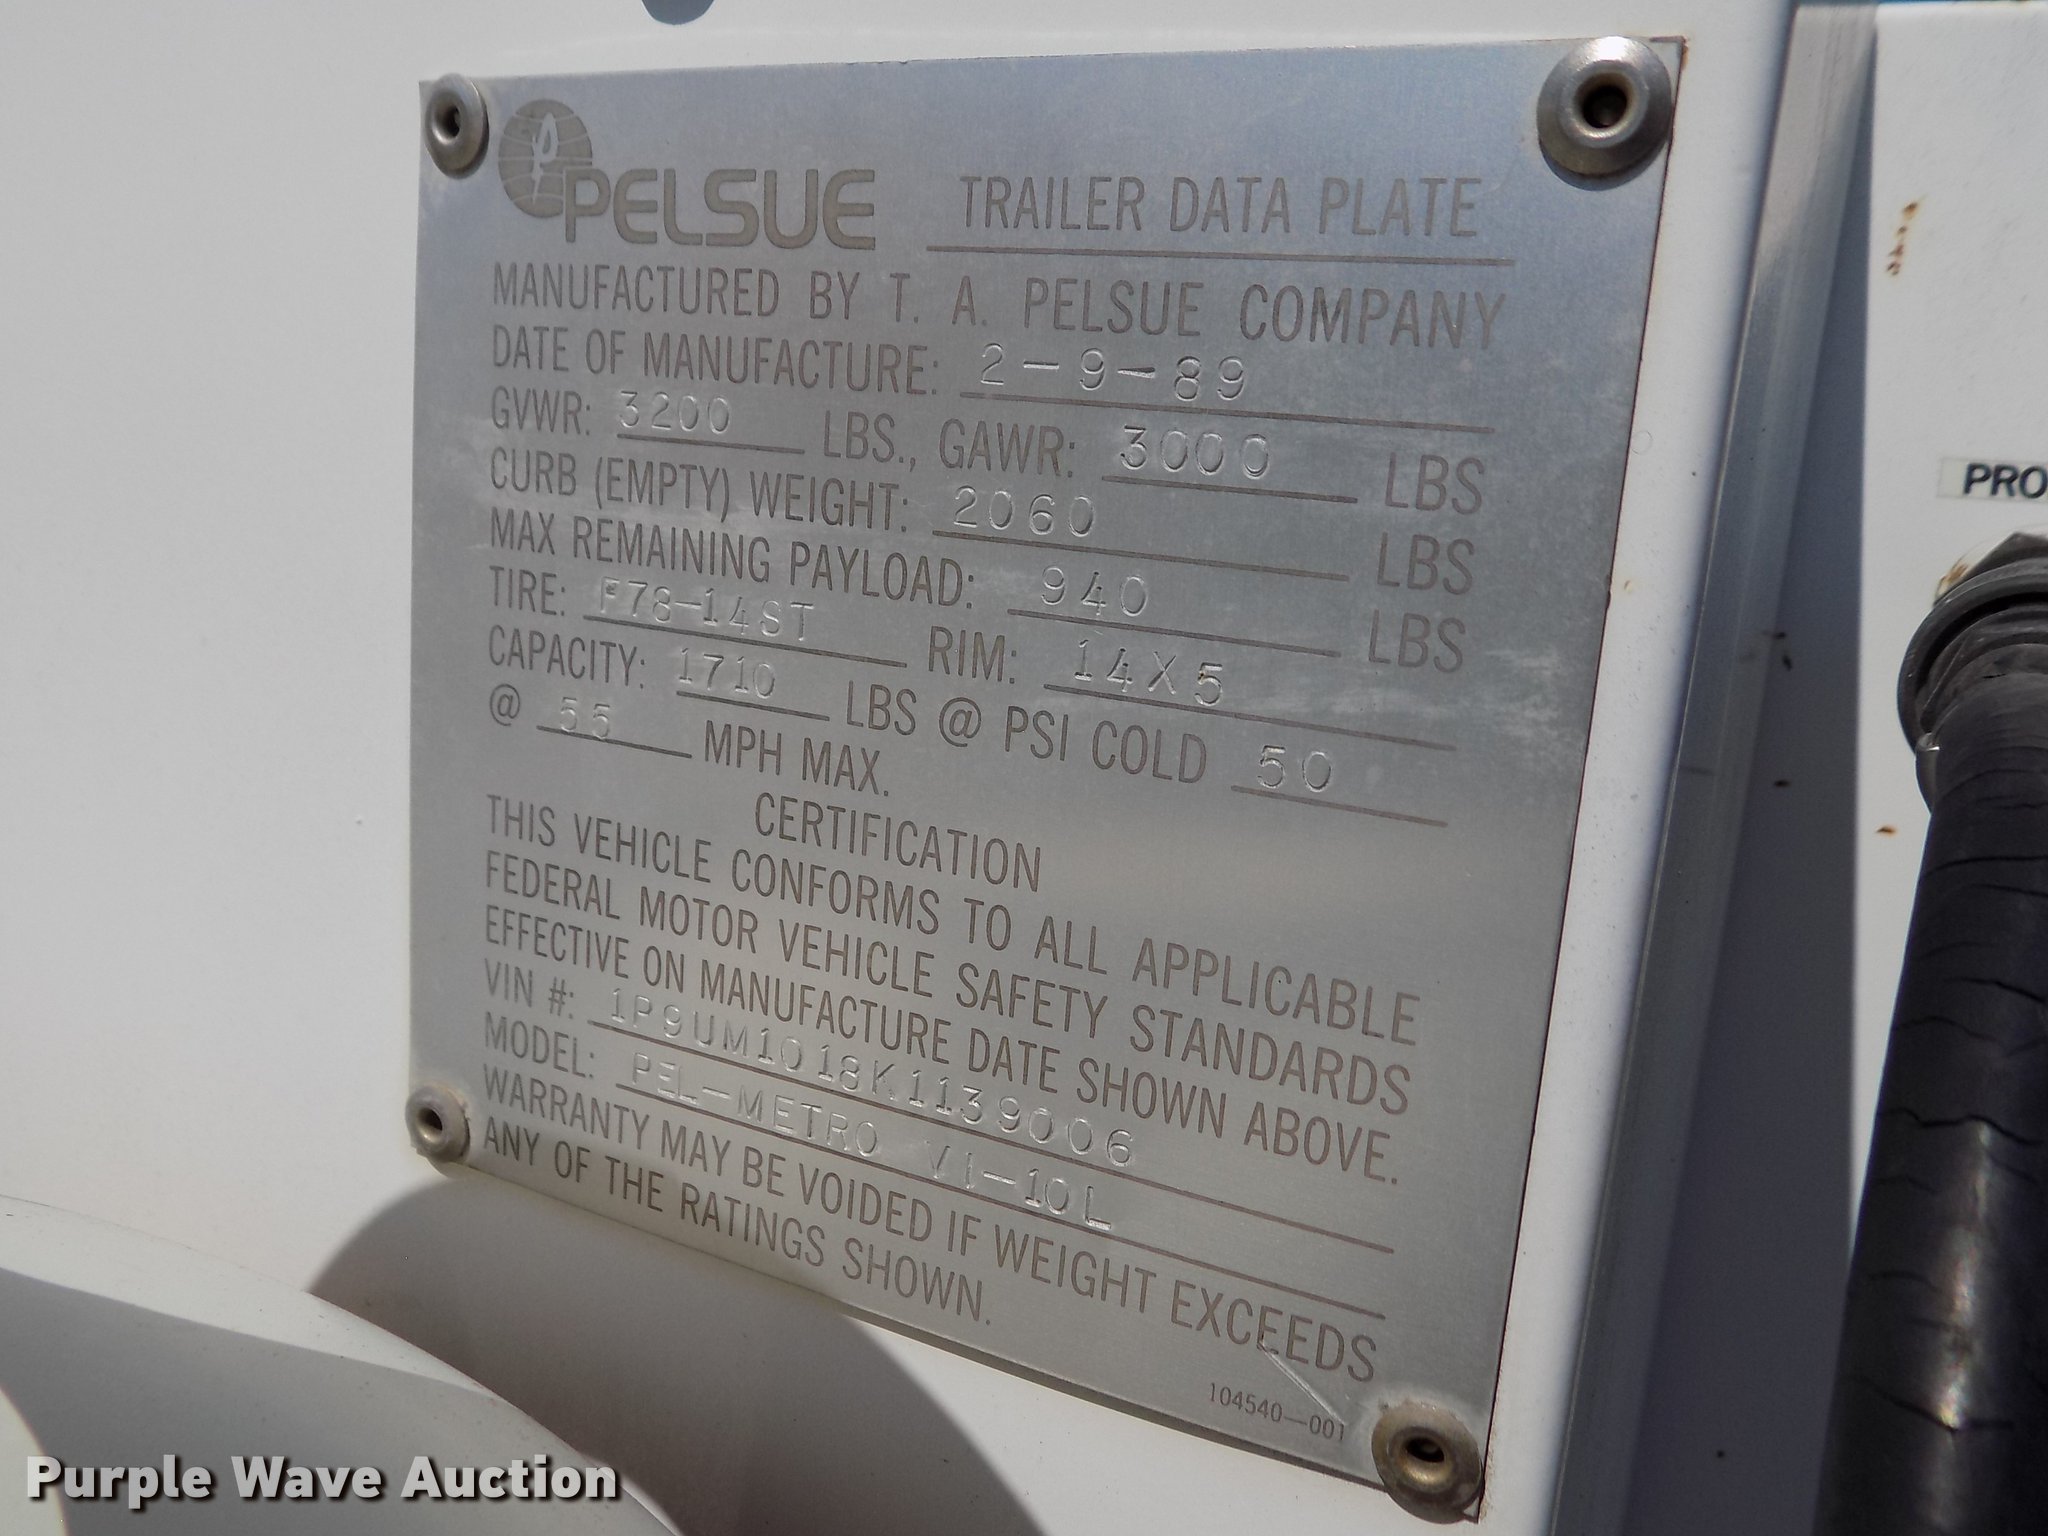 PELSUE TRAILER DATA PLATE
MANUFACTURED BY T. A. PELSUE COMPANY
DATE OF MANUFACTURE: 2-9-89
GVWR: 3200 LBS., GAWR: 3000 LBS
CURB (EMPTY) WEIGHT: 2060 LBS
MAX REMAINING PAYLOAD: 940 LBS
TIRE: F78-14ST RIM: 14X5
CAPACITY: 1710 LBS @ PSI COLD 50
@ 55 MPH MAX.
CERTIFICATION
THIS VEHICLE CONFORMS TO ALL APPLICABLE
FEDERAL MOTOR VEHICLE SAFETY STANDARDS
EFFECTIVE ON MANUFACTURE DATE SHOWN ABOVE.
VIN #: 1P9UM1018K1139006
MODEL: PEL-METRO VI-10L
WARRANTY MAY BE VOIDED IF WEIGHT EXCEEDS
ANY OF THE RATINGS SHOWN.
104540-001
PRO
Purple Wave Auction